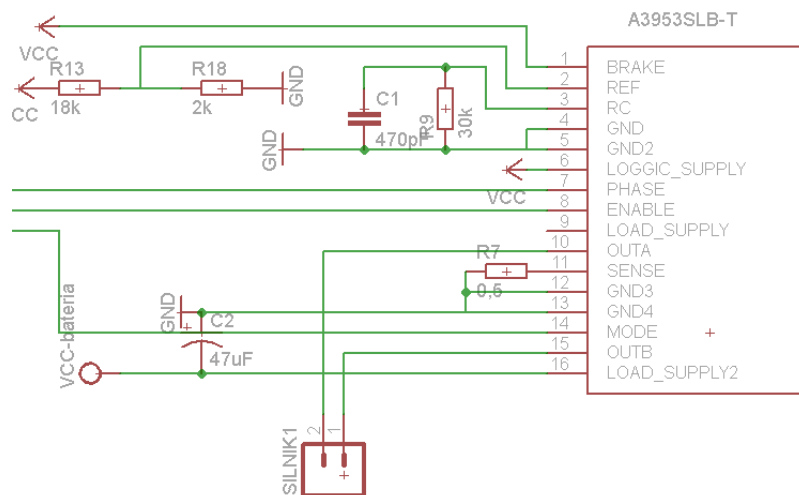 A3953SLB-T
VCC
R13
18k
CC
R18
2k
GND
C1
470pF
R9
30k
GND
VCC
1 BRAKE
2 REF
3 RC
4 GND
5 GND2
6 LOGGIC_SUPPLY
7 PHASE
8 ENABLE
9 LOAD_SUPPLY
10 OUTA
11 SENSE
12 GND3
13 GND4
14 MODE
15 OUTB
16 LOAD_SUPPLY2
R7
0,5
GND
C2
47uF
VCC-bateria
2
1
SILNIK1